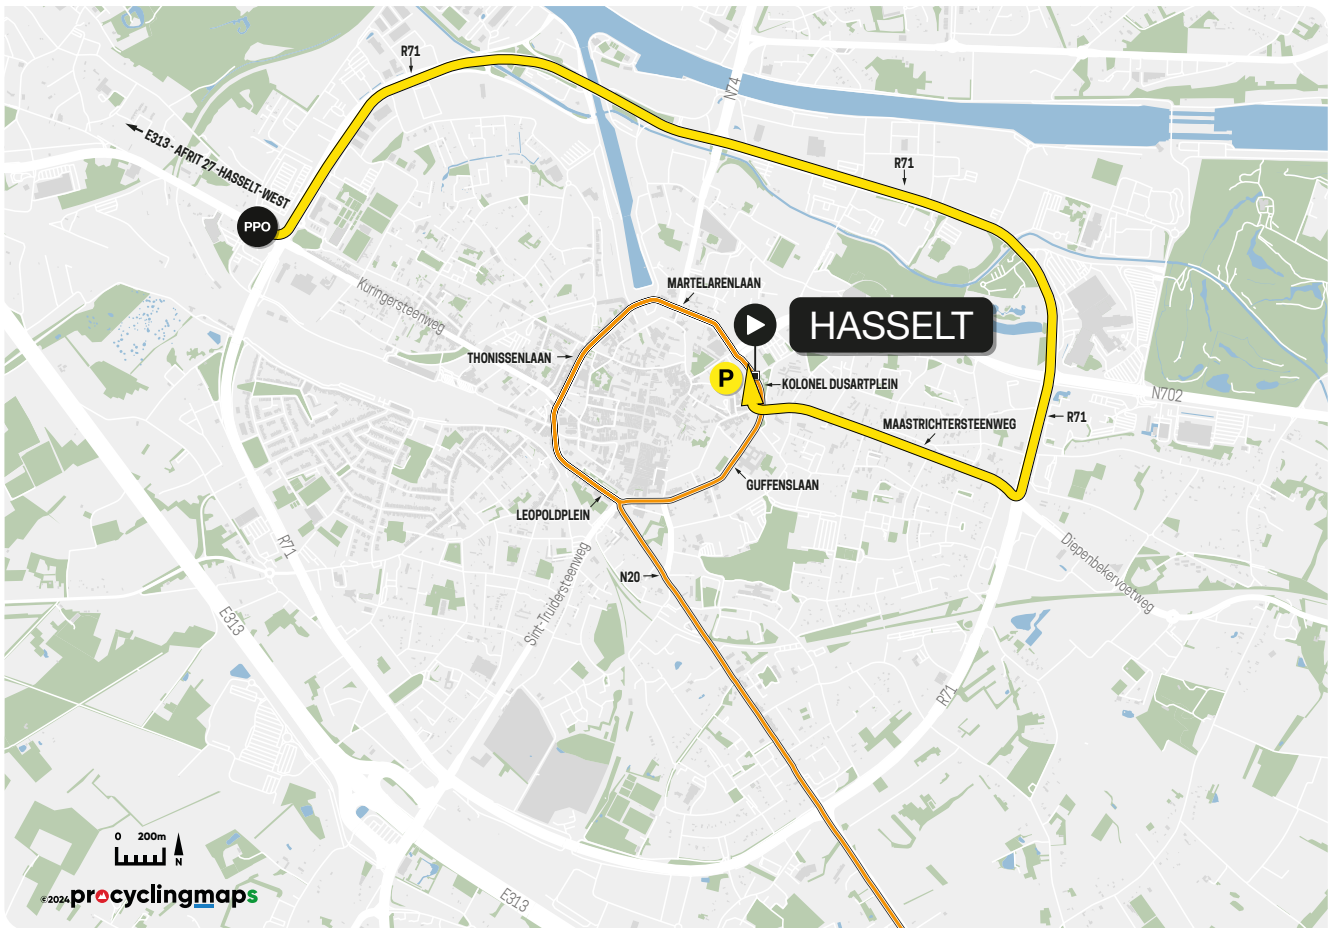 R71
N74
E313-AFRIT 27-HASSELT-WEST
R71
PPO
MARTELARENLAAN
Kuringersteenweg
HASSELT
THONISSENLAAN
P
KOLONEL DUSARTPLEIN
N702
R71
MAASTRICHTERSTEENWEG
GUFFENSLAAN
LEOPOLDPLEIN
R71
Sint-Truidersteenweg
N20
Diepenbekervoetweg
E313
R71
0 200m
N
©2024 procyclingmaps
E313